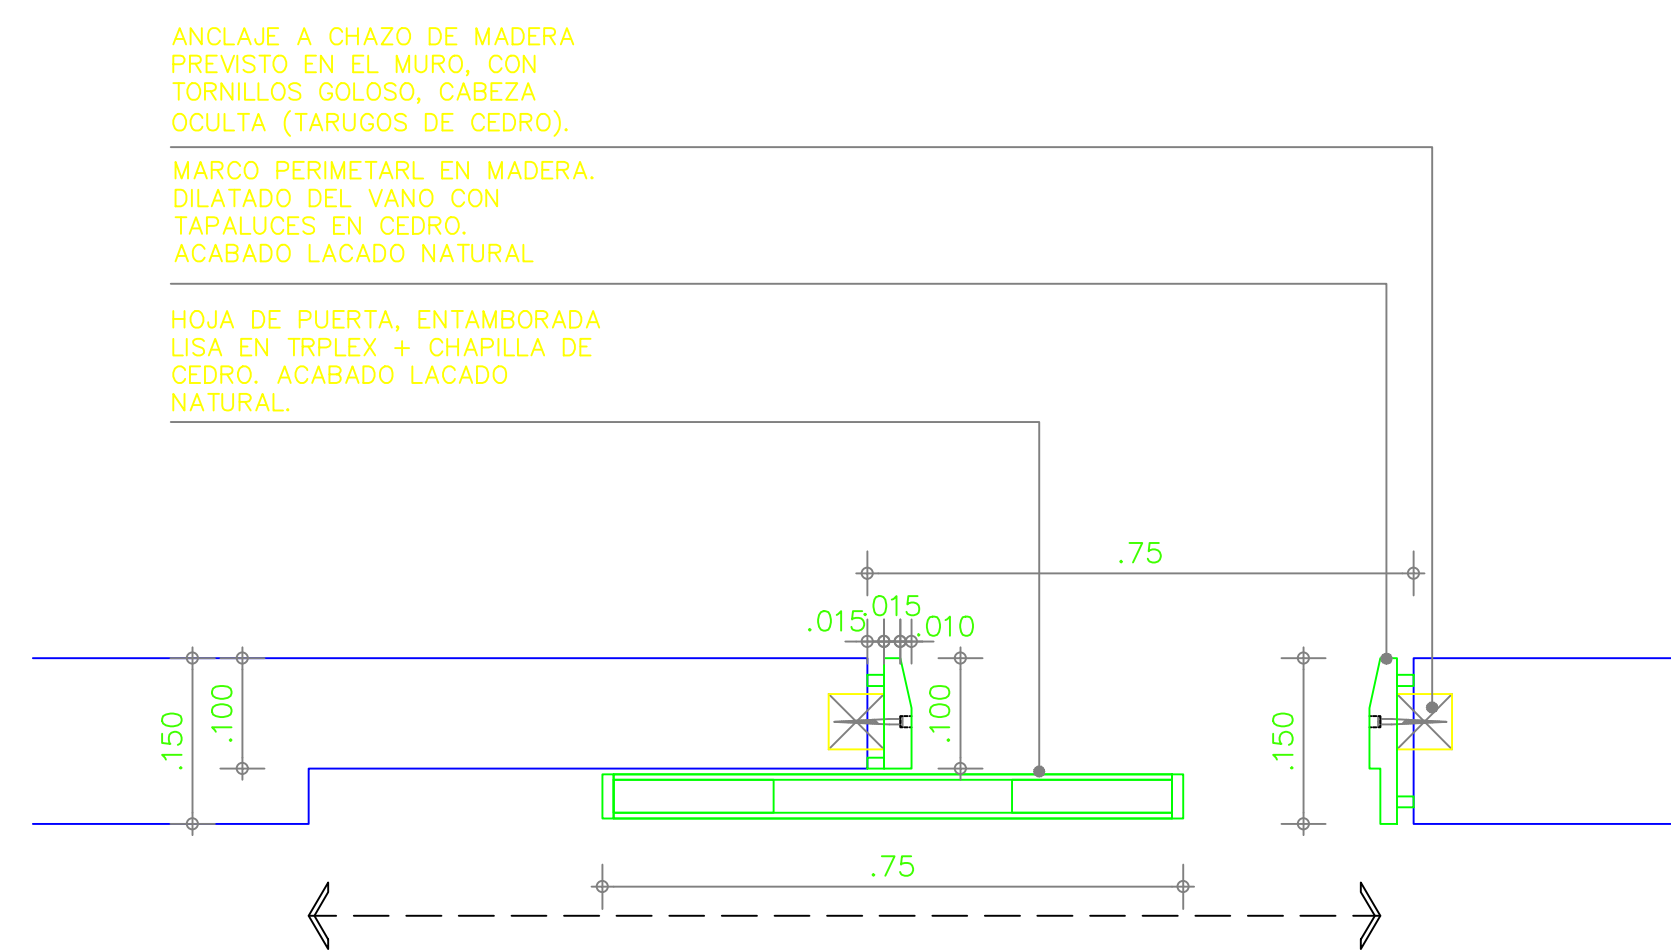 ANCLAJE A CHAZO DE MADERA
PREVISTO EN EL MURO, CON
TORNILLOS GOLOSO, CABEZA
OCULTA (TARUGOS DE CEDRO).
MARCO PERIMETARL EN MADERA.
DILATADO DEL VANO CON
TAPALUCES EN CEDRO.
ACABADO LACADO NATURAL
HOJA DE PUERTA, ENTAMBORADA
LISA EN TRPLEX + CHAPILLA DE
CEDRO. ACABADO LACADO
NATURAL.
.75
.015
.015
.010
.150
.100
.100
.150
.75